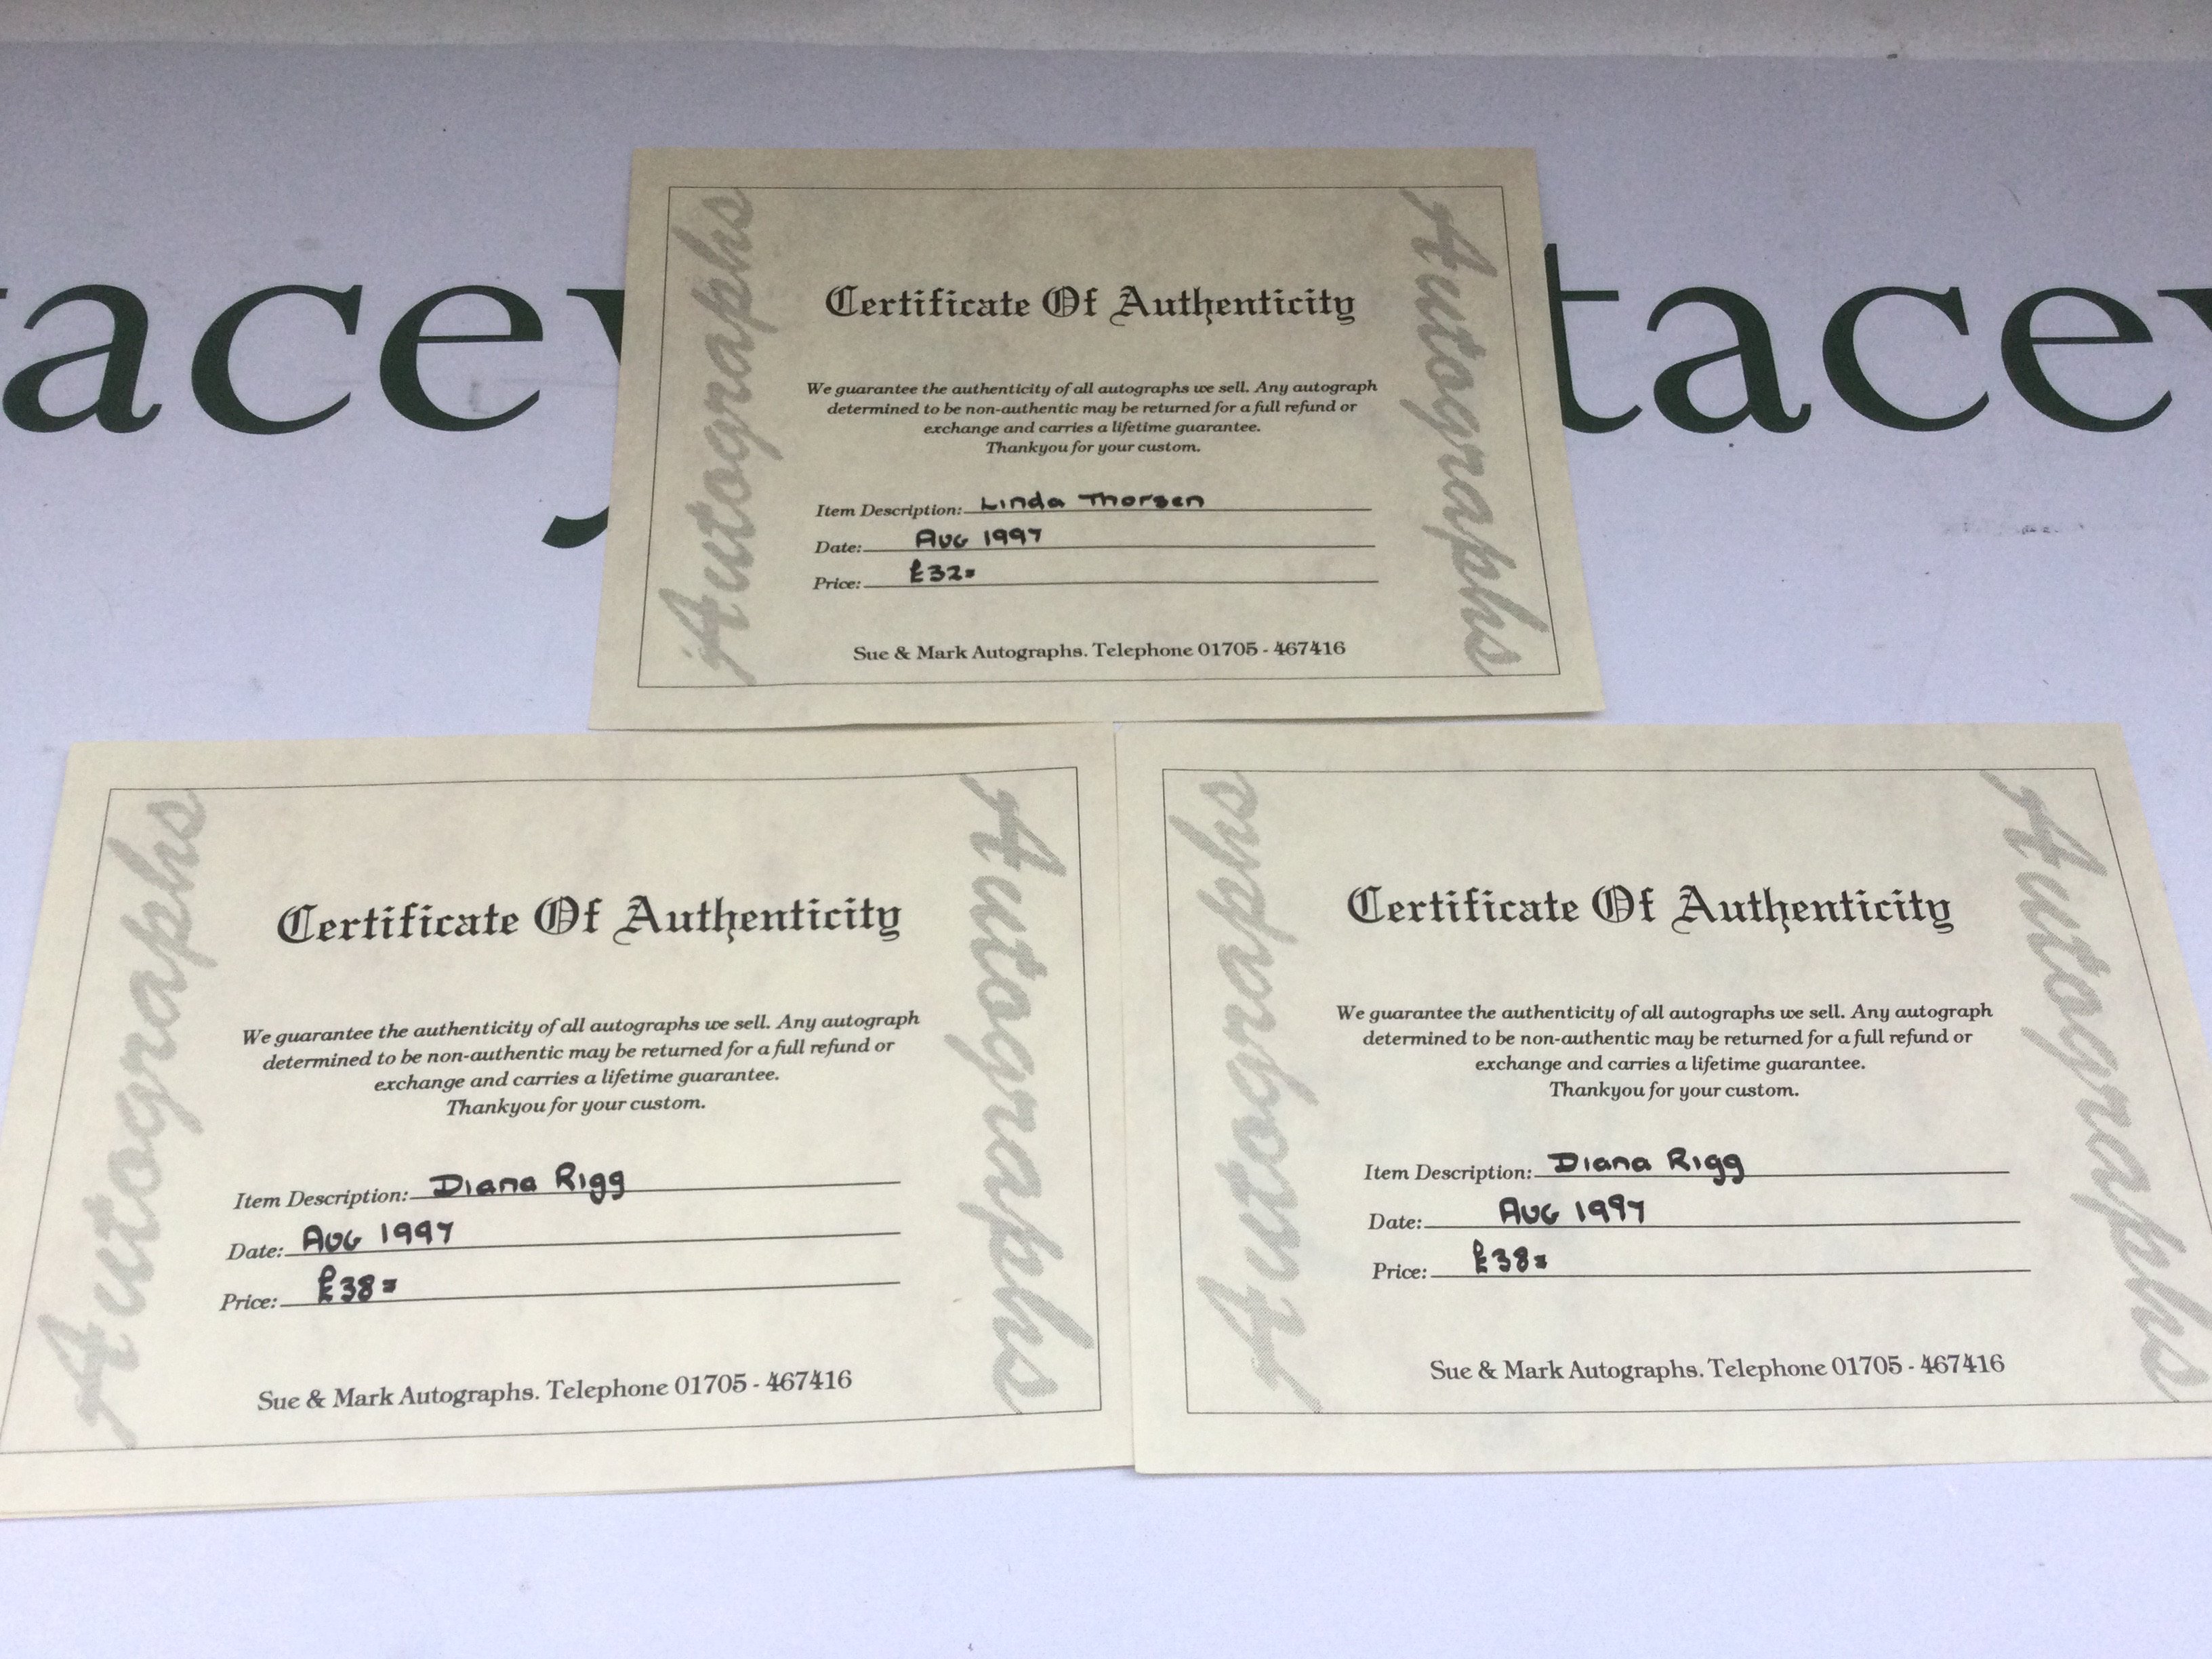 acey
tacey
Autographs
Autographs
Certificate Of Authenticity
We guarantee the authenticity of all autographs we sell. Any autograph
determined to be non-authentic may be returned for a full refund or
exchange and carries a lifetime guarantee.
Thankyou for your custom.
Item Description: Linda Thorsen
Date: AUG 1997
Price: £32=
Sue & Mark Autographs. Telephone 01705 - 467416
Autographs
Autographs
Certificate Of Authenticity
We guarantee the authenticity of all autographs we sell. Any autograph
determined to be non-authentic may be returned for a full refund or
exchange and carries a lifetime guarantee.
Thankyou for your custom.
Item Description: Diana Rigg
Date: AUG 1997
Price: £38=
Sue & Mark Autographs. Telephone 01705 - 467416
Autographs
Autographs
Certificate Of Authenticity
We guarantee the authenticity of all autographs we sell. Any autograph
determined to be non-authentic may be returned for a full refund or
exchange and carries a lifetime guarantee.
Thankyou for your custom.
Item Description: Diana Rigg
Date: AUG 1997
Price: £38=
Sue & Mark Autographs. Telephone 01705 - 467416